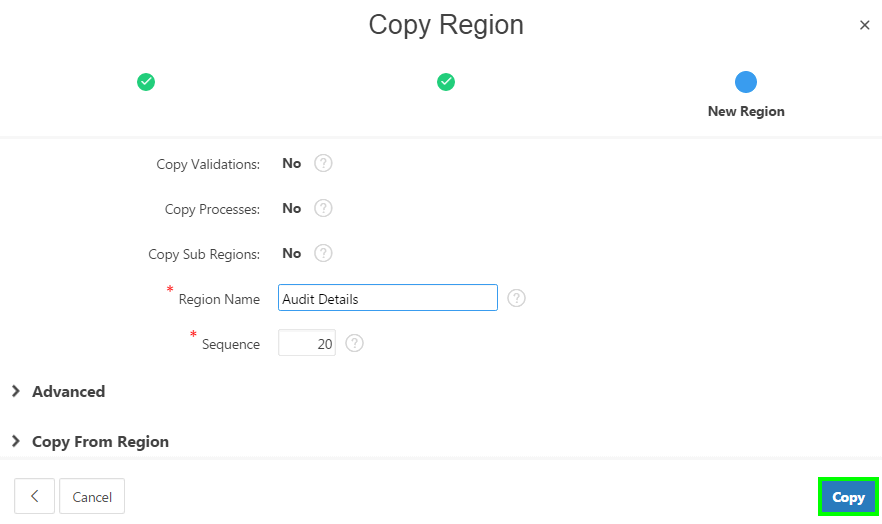 Copy Region
×
New Region
Copy Validations: No ?
Copy Processes: No ?
Copy Sub Regions: No ?
* Region Name Audit Details ?
* Sequence 20 ?
Advanced
Copy From Region
Cancel Copy